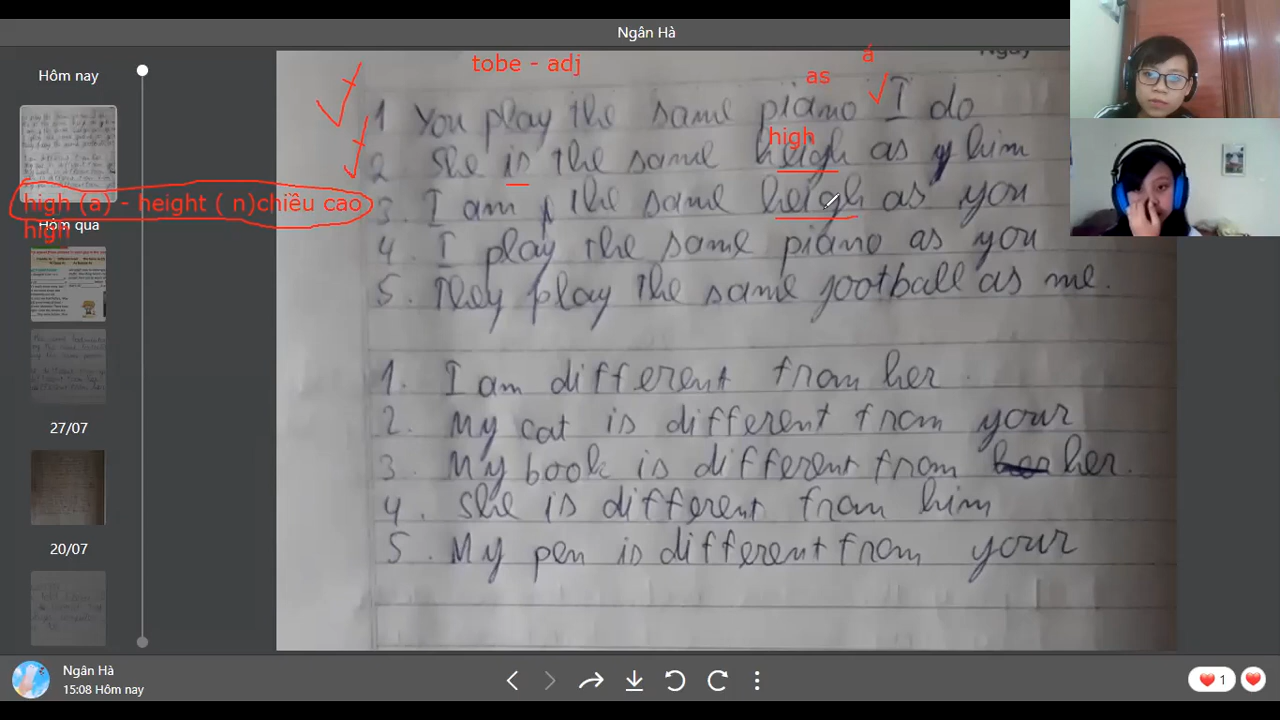 Ngân Hà
Hôm nay
tobe - adj
as
á
1 You play the same piano I do
high
2 She is the same heigh as him
high (a) - height ( n)chiều cao
3. I am the same heigh as you
Hôm qua
high
4. I play the same piano as you
5. They play the same football as me.
1. I am different from her
27/07
2. My cat is different from your
3. My book is different from her.
4. She is different from him
20/07
5. My pen is different from your
Ngân Hà
15:08 Hôm nay
1